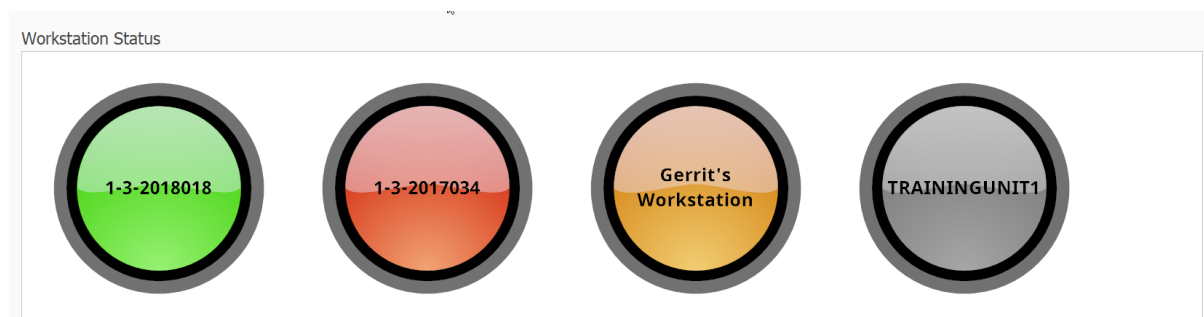 Workstation Status
1-3-2018018
1-3-2017034
Gerrit's
Workstation
TRAININGUNIT1